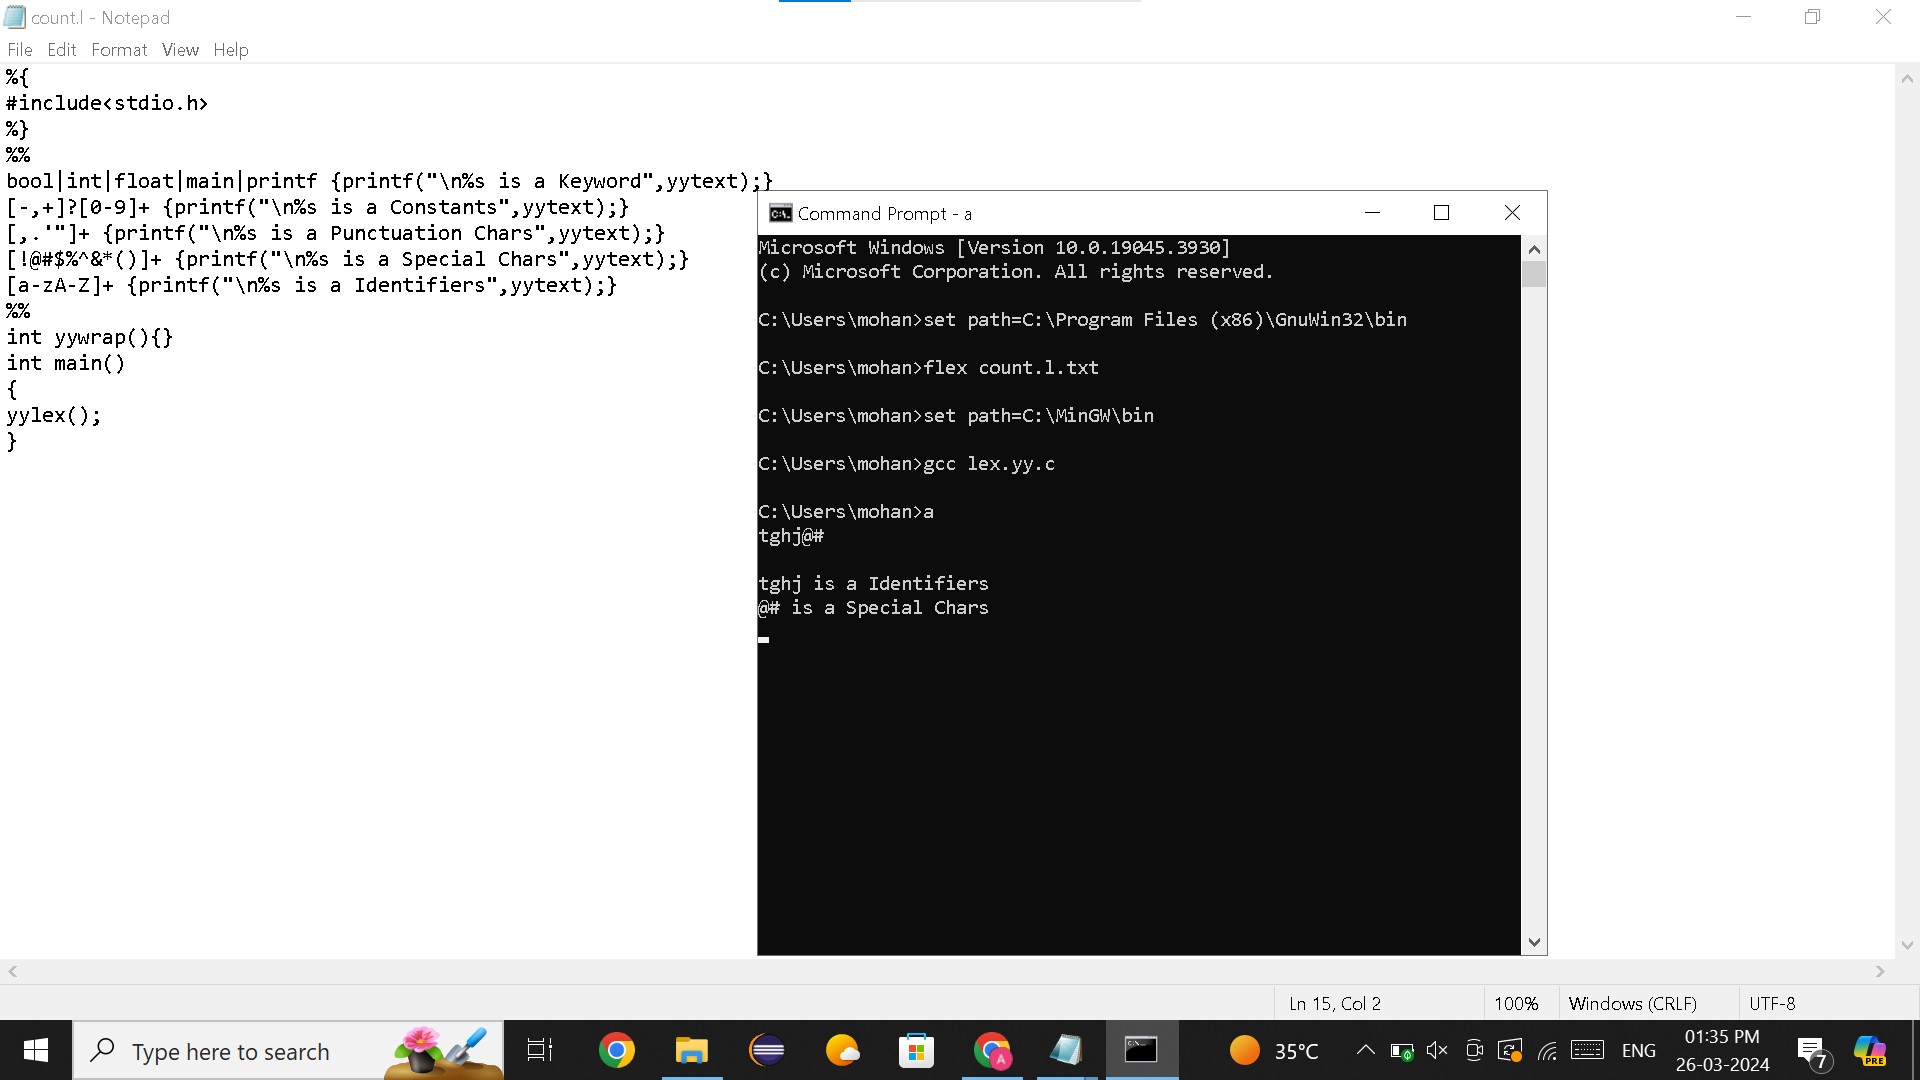 count.l - Notepad
File Edit Format View Help
%{
#include<stdio.h>
%}
%%
bool|int|float|main|printf {printf("\n%s is a Keyword",yytext);}
[-,+]?[0-9]+ {printf("\n%s is a Constants",yytext);}
[,.'"]+ {printf("\n%s is a Punctuation Chars",yytext);}
[!@#$%^&*()]+ {printf("\n%s is a Special Chars",yytext);}
[a-zA-Z]+ {printf("\n%s is a Identifiers",yytext);}
%%
int yywrap(){}
int main()
{
yylex();
}
Command Prompt - a
Microsoft Windows [Version 10.0.19045.3930]
(c) Microsoft Corporation. All rights reserved.
C:\Users\mohan>set path=C:\Program Files (x86)\GnuWin32\bin
C:\Users\mohan>flex count.l.txt
C:\Users\mohan>set path=C:\MinGW\bin
C:\Users\mohan>gcc lex.yy.c
C:\Users\mohan>a
tghj@#
tghj is a Identifiers
@# is a Special Chars
Ln 15, Col 2 100% Windows (CRLF) UTF-8
Type here to search
A
35°C
ENG
01:35 PM
26-03-2024
7
PRE